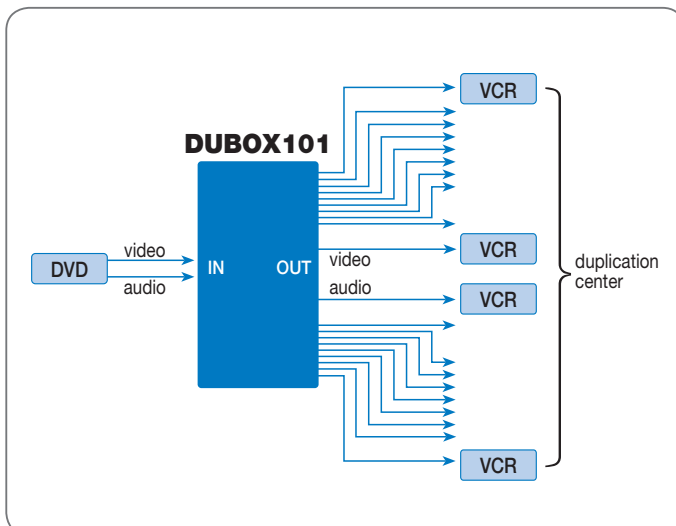 VCR
DUBOX101
video
DVD
audio
IN
OUT
video
audio
VCR
VCR
duplication
center
VCR